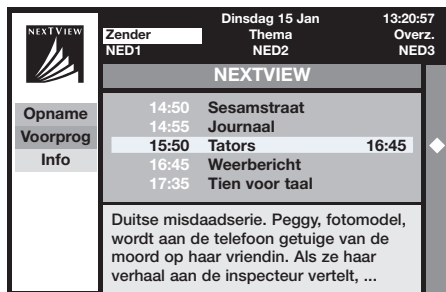 NEXTVIEW
Dinsdag 15 Jan 13:20:57
Zender Thema Overz.
NED1 NED2 NED3
NEXTVIEW
Opname
Voorprog
Info
14:50 Sesamstraat
14:55 Journaal
15:50 Tators 16:45
16:45 Weerbericht
17:35 Tien voor taal
Duitse misdaadserie. Peggy, fotomodel,
wordt aan de telefoon getuige van de
moord op haar vriendin. Als ze haar
verhaal aan de inspecteur vertelt, ...